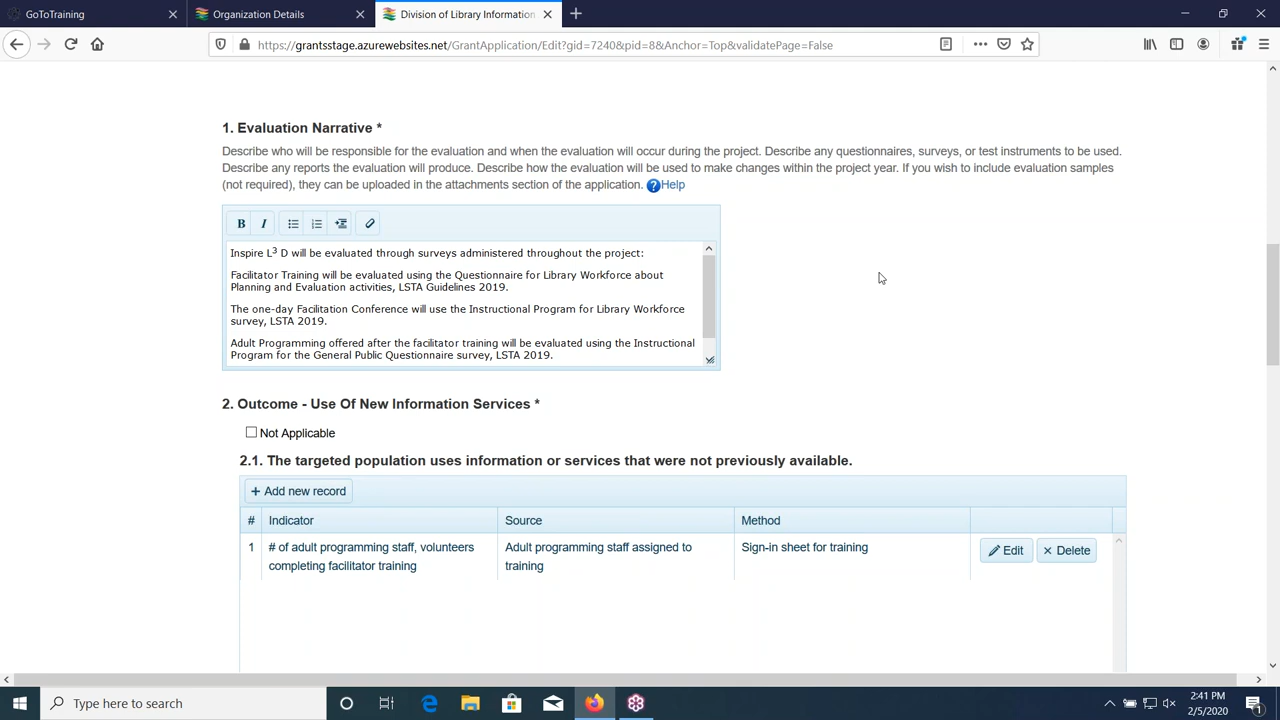 GoToTraining
Organization Details
Division of Library Information
https://grantsstage.azurewebsites.net/GrantApplication/Edit?gid=7240&pid=8&Anchor=Top&validatePage=False
1. Evaluation Narrative *
Describe who will be responsible for the evaluation and when the evaluation will occur during the project. Describe any questionnaires, surveys, or test instruments to be used.
Describe any reports the evaluation will produce. Describe how the evaluation will be used to make changes within the project year. If you wish to include evaluation samples
(not required), they can be uploaded in the attachments section of the application. ?Help
B I
Inspire L³ D will be evaluated through surveys administered throughout the project:
Facilitator Training will be evaluated using the Questionnaire for Library Workforce about
Planning and Evaluation activities, LSTA Guidelines 2019.
The one-day Facilitation Conference will use the Instructional Program for Library Workforce
survey, LSTA 2019.
Adult Programming offered after the facilitator training will be evaluated using the Instructional
Program for the General Public Questionnaire survey, LSTA 2019.
2. Outcome - Use Of New Information Services *
Not Applicable
2.1. The targeted population uses information or services that were not previously available.
+ Add new record
# Indicator Source Method
1 # of adult programming staff, volunteers Adult programming staff assigned to Sign-in sheet for training Edit × Delete
completing facilitator training training
Type here to search
2:41 PM
2/5/2020
1